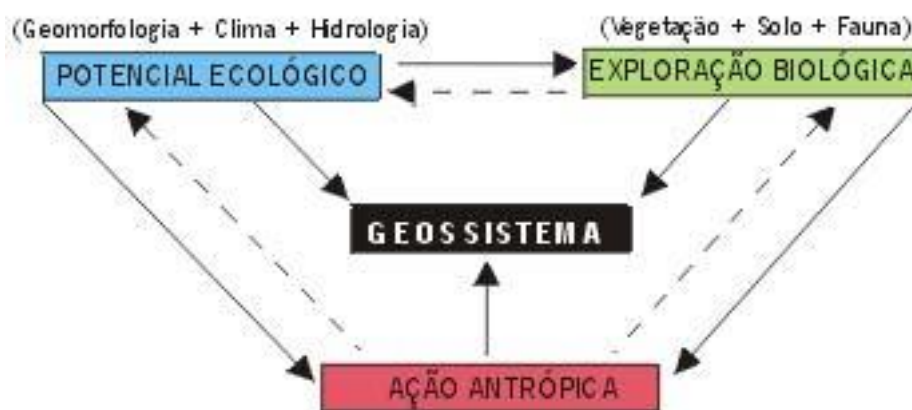 (Geomorfologia + Clima + Hidrologia)
(Vegetação + Solo + Fauna)
POTENCIAL ECOLÓGICO
EXPLORAÇÃO BIOLÓGICA
GEOSSISTEMA
AÇÃO ANTRÓPICA